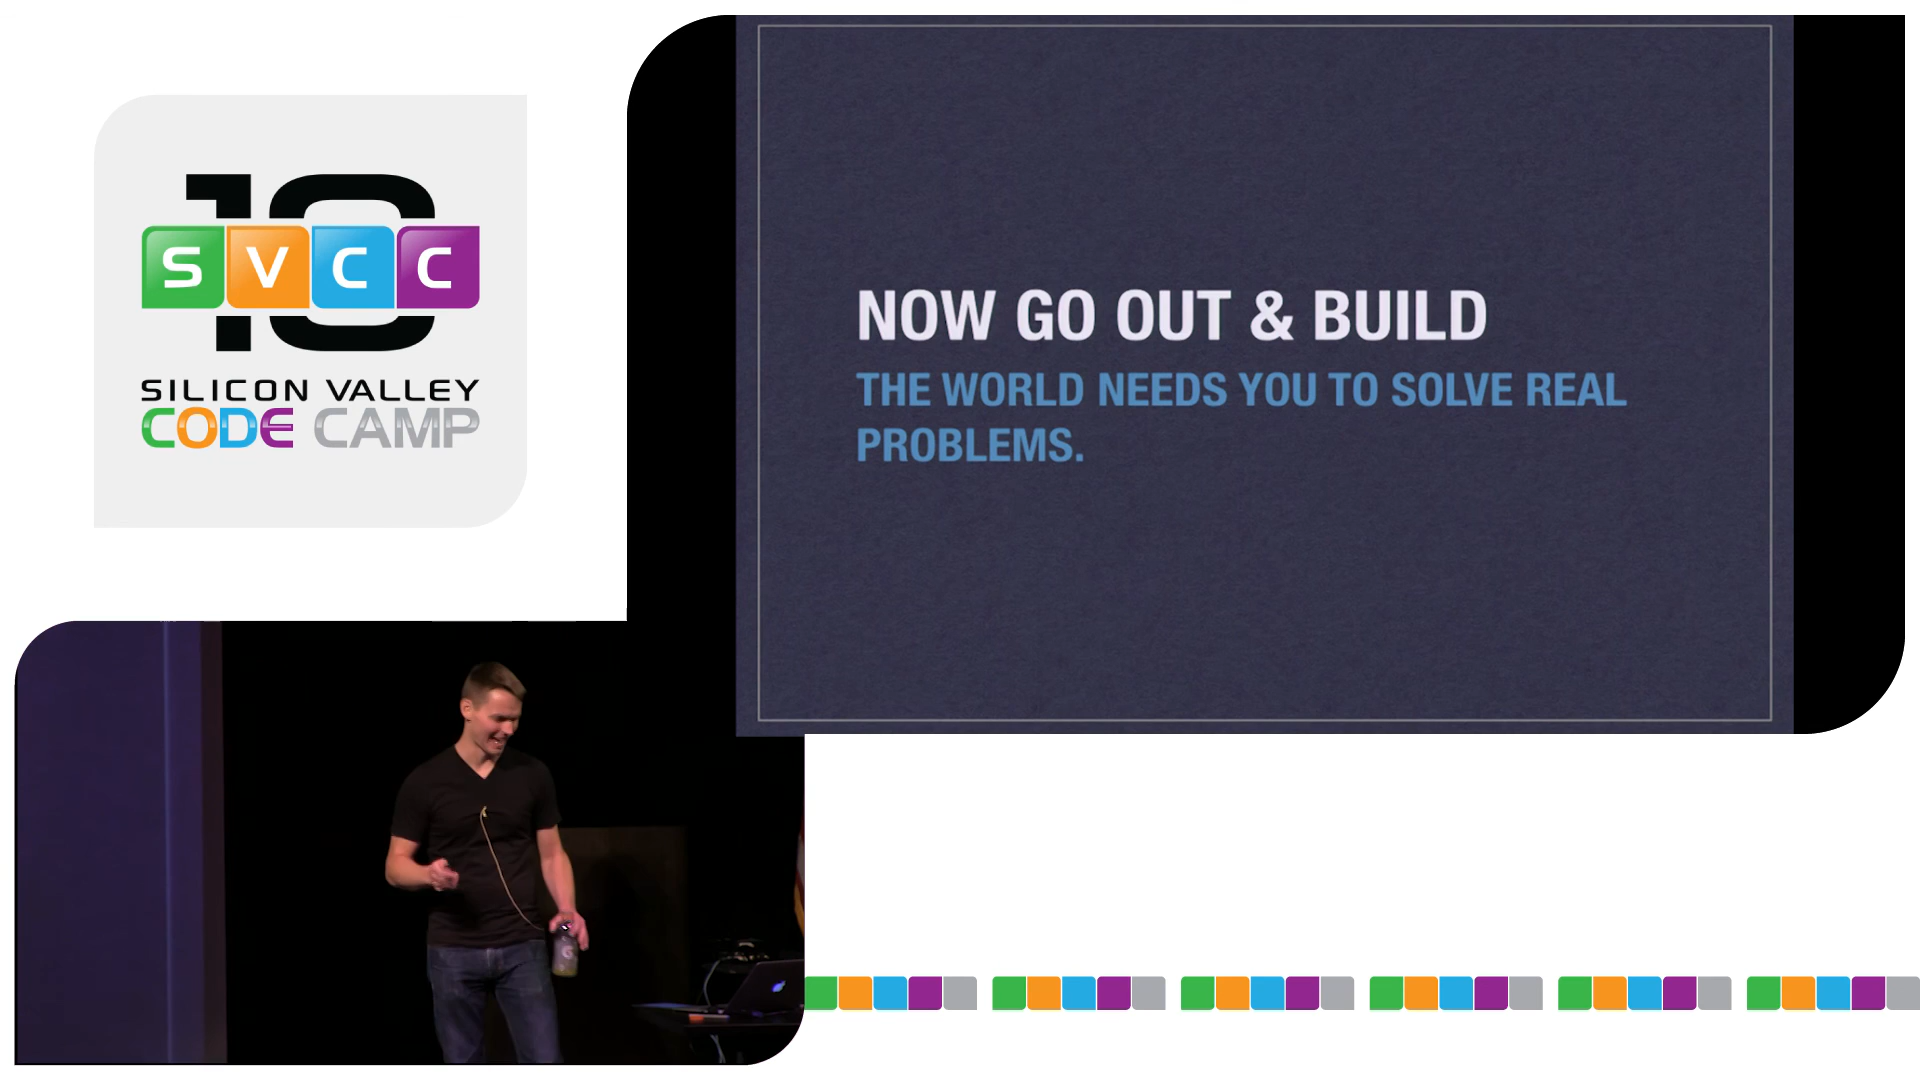 10
SVCC
SILICON VALLEY
CODE CAMP
NOW GO OUT & BUILD
THE WORLD NEEDS YOU TO SOLVE REAL
PROBLEMS.